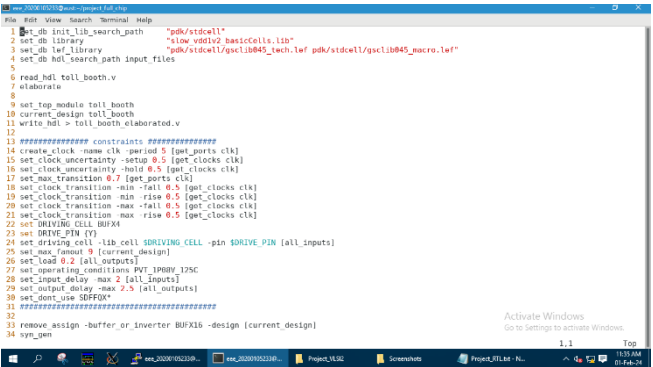 eee_20200105233@east:~/project_full_chip
File Edit View Search Terminal Help
1 set_db init_lib_search_path "pdk/stdcell"
2 set_db library "slow_vdd1v2_basicCells.lib"
3 set_db lef_library "pdk/stdcell/gsclib045_tech.lef pdk/stdcell/gsclib045_macro.lef"
4 set_db hdl_search_path input_files
5
6 read_hdl toll_booth.v
7 elaborate
8
9 set_top_module toll_booth
10 current_design toll_booth
11 write_hdl > toll_booth_elaborated.v
12
13 ############### constraints ###############
14 create_clock -name clk -period 5 [get_ports clk]
15 set_clock_uncertainty -setup 0.5 [get_clocks clk]
16 set_clock_uncertainty -hold 0.5 [get_clocks clk]
17 set_max_transition 0.7 [get_ports clk]
18 set_clock_transition -min -fall 0.5 [get_clocks clk]
19 set_clock_transition -min -rise 0.5 [get_clocks clk]
20 set_clock_transition -max -fall 0.5 [get_clocks clk]
21 set_clock_transition -max -rise 0.5 [get_clocks clk]
22 set DRIVING_CELL BUFX4
23 set DRIVE_PIN {Y}
24 set_driving_cell -lib_cell $DRIVING_CELL -pin $DRIVE_PIN [all_inputs]
25 set_max_fanout 9 [current_design]
26 set_load 0.2 [all_outputs]
27 set_operating_conditions PVT_1P08V_125C
28 set_input_delay -max 2 [all_inputs]
29 set_output_delay -max 2.5 [all_outputs]
30 set_dont_use SDFFQX*
31 ##########################################
32
33 remove_assign -buffer_or_inverter BUFX16 -design [current_design]
34 syn_gen
Activate Windows
Go to Settings to activate Windows.
1,1 Top
eee_20200105233@... eee_20200105233@... Project_VLSI2 Screenshots Project_RTL.txt - N... 11:35 AM
01-Feb-24